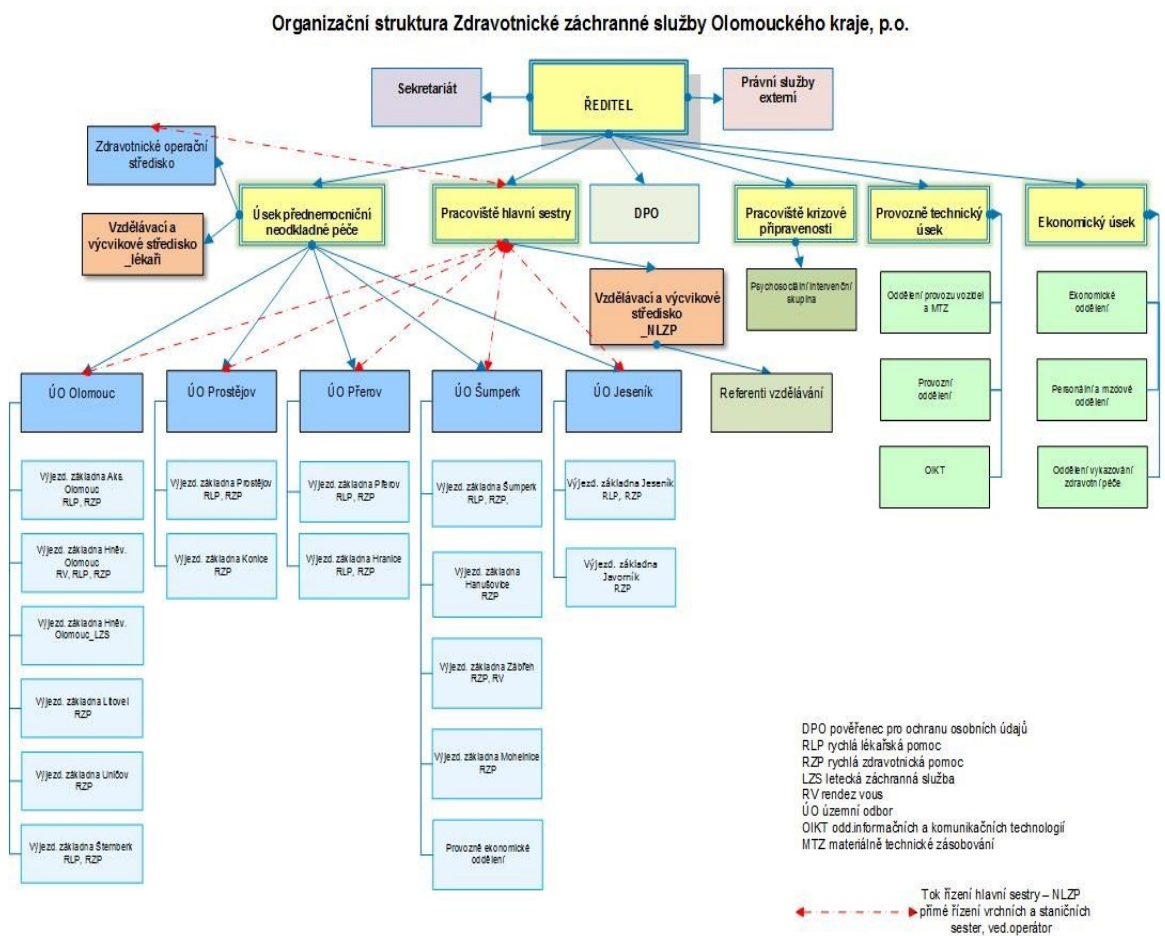 Organizační struktura Zdravotnické záchranné služby Olomouckého kraje, p.o.
Sekretariát
ŘEDITEL
Právní služby
externí
Zdravotnické operační
středisko
Vzdělávací a
výcvikové středisko
_lékaři
Úsek přednemocniční
neodkladné péče
Pracoviště hlavní sestry
DPO
Pracoviště krizové
připravenosti
Provozně technický
úsek
Ekonomický úsek
Vzdělávací a výcvikové
středisko
_NLZP
Psychosociální intervenční
skupina
Oddělení provozu vozidel
a MTZ
Ekonomické
oddělení
ÚO Olomouc
ÚO Prostějov
ÚO Přerov
ÚO Šumperk
ÚO Jeseník
Referenti vzdělávání
Provozní
oddělení
Personální a mzdové
oddělení
OIKT
Oddělení vykazování
zdravotní péče
Výjezd. základna Aks.
Olomouc
RLP, RZP
Výjezd. základna Prostějov
RLP, RZP
Výjezd. základna Přerov
RLP, RZP
Výjezd. základna Šumperk
RLP, RZP,
Výjezd. základna Jeseník
RLP, RZP
Výjezd. základna Hněv.
Olomouc
RV, RLP, RZP
Výjezd. základna Konice
RZP
Výjezd. základna Hranice
RLP, RZP
Výjezd. základna
Hanušovice
RZP
Výjezd. základna
Javorník
RZP
Výjezd. základna Hněv.
Olomouc_LZS
Výjezd. základna Zábřeh
RZP, RV
Výjezd. základna Litovel
RZP
Výjezd. základna Mohelnice
RZP
Výjezd. základna Uničov
RZP
Výjezd. základna Šternberk
RLP, RZP
Provozně ekonomické
oddělení
DPO pověřenec pro ochranu osobních údajů
RLP rychlá lékařská pomoc
RZP rychlá zdravotnická pomoc
LZS letecká záchranná služba
RV rendez vous
ÚO územní odbor
OIKT odd.informačních a komunikačních technologií
MTZ materiálně technické zásobování
Tok řízení hlavní sestry – NLZP
přímé řízení vrchních a staničních
sester, ved.operátor